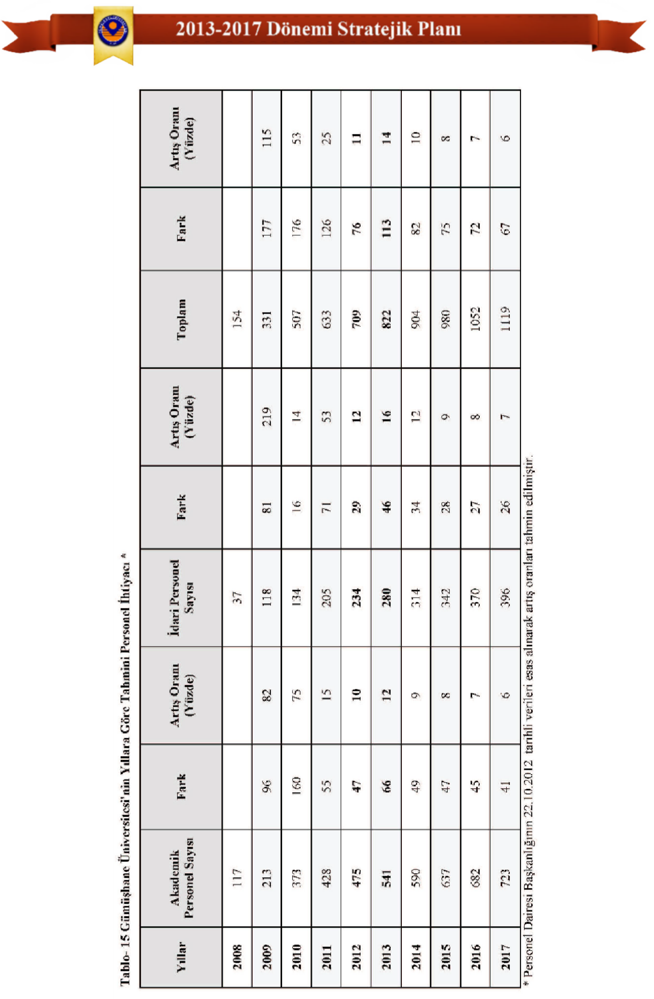 2013-2017 Dönemi Stratejik Planı
Tablo- 15 Gümüşhane Üniversitesi'nin Yıllara Göre Tahmini Personel İhtiyacı *
Yıllar Akademik Personel Sayısı Fark Artış Oranı (Yüzde) İdari Personel Sayısı Fark Artış Oranı (Yüzde) Toplam Fark Artış Oranı (Yüzde)
2008 117 37 154
2009 213 96 82 118 81 219 331 177 115
2010 373 160 75 134 16 14 507 176 53
2011 428 55 15 205 71 53 633 126 25
2012 475 47 10 234 29 12 709 76 11
2013 541 66 12 280 46 16 822 113 14
2014 590 49 9 314 34 12 904 82 10
2015 637 47 8 342 28 9 980 75 8
2016 682 45 7 370 27 8 1052 72 7
2017 723 41 6 396 26 7 1119 67 6
* Personel Dairesi Başkanlığının 22.10.2012 tarihli verileri esas alınarak artış oranları tahmin edilmiştir.